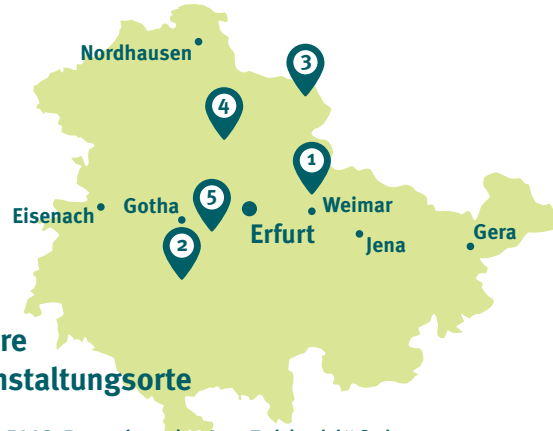 Nordhausen
3
4
1
Eisenach
Gotha
5
Weimar
Erfurt
2
Jena
Gera
re
nstaltungsorte